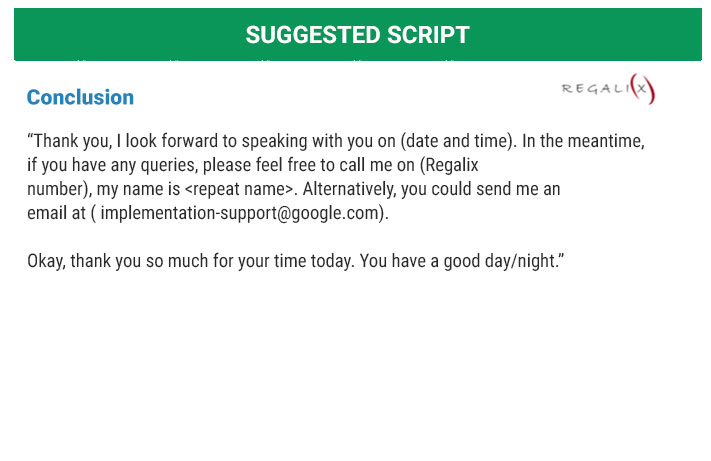 SUGGESTED SCRIPT
REGALIX
Conclusion
“Thank you, I look forward to speaking with you on (date and time). In the meantime,
if you have any queries, please feel free to call me on (Regalix
number), my name is <repeat name>. Alternatively, you could send me an
email at ( implementation-support@google.com).
Okay, thank you so much for your time today. You have a good day/night.”